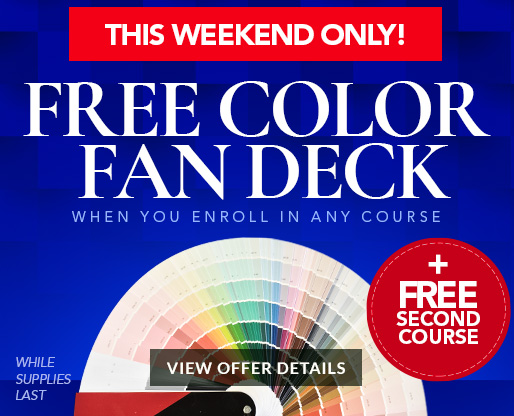 THIS WEEKEND ONLY!
FREE COLOR
FAN DECK
WHEN YOU ENROLL IN ANY COURSE
+
FREE
SECOND
COURSE
VIEW OFFER DETAILS
WHILE
SUPPLIES
LAST